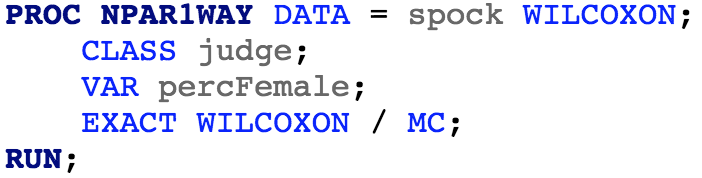 PROC NPAR1WAY DATA = spock WILCOXON;
CLASS judge;
VAR percFemale;
EXACT WILCOXON / MC;
RUN;